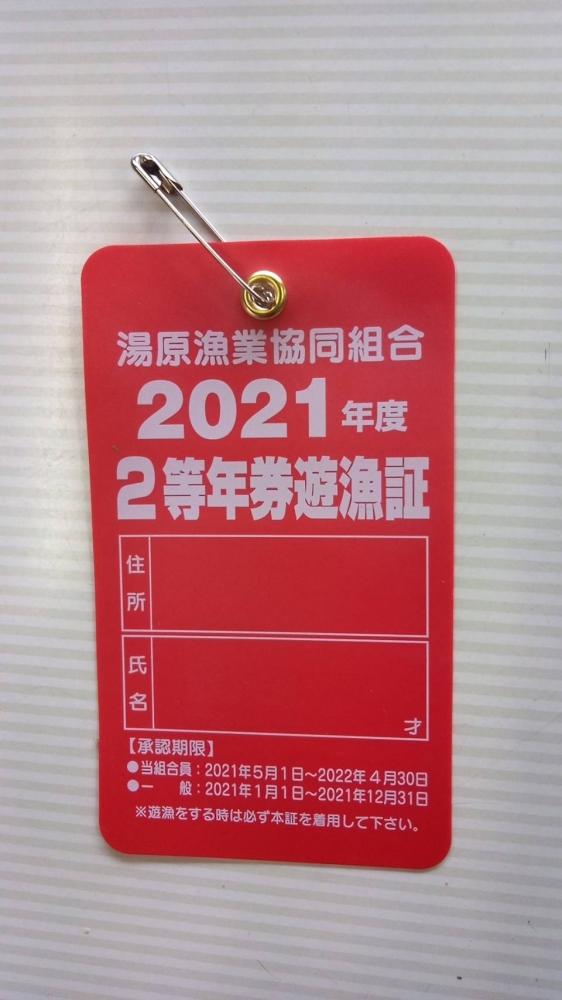 湯原漁業協同組合
2021年度
2等年券遊漁証
住所
氏名
才
【承認期限】
●当組合員：2021年5月1日〜2022年4月30日
●一　　般：2021年1月1日〜2021年12月31日
※遊漁をする時は必ず本証を着用して下さい。